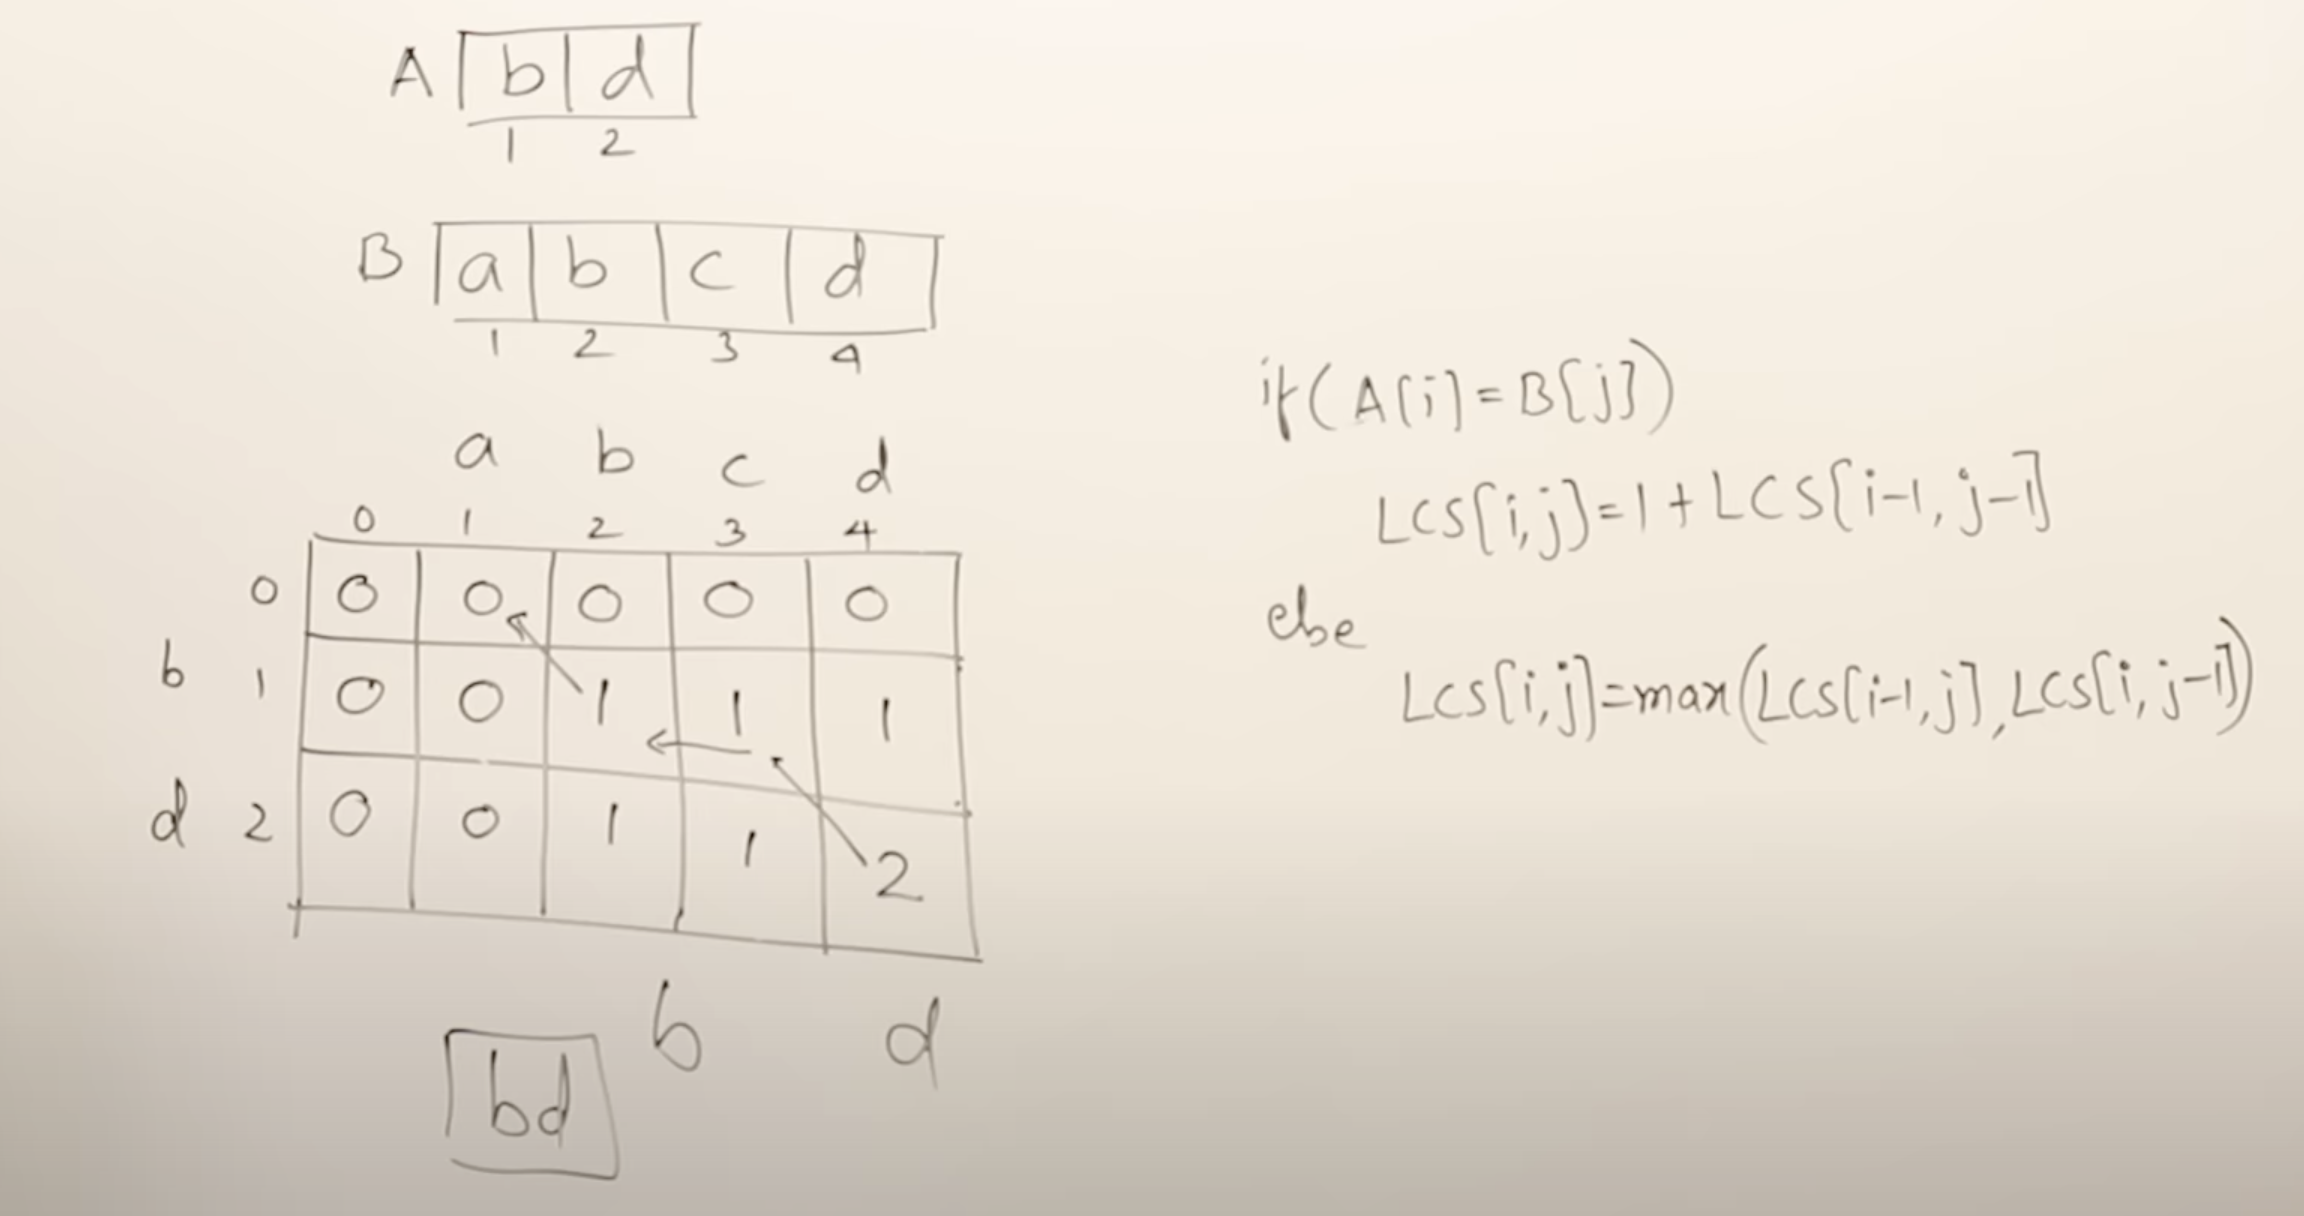 A b d
1 2
B a b c d
1 2 3 4
a b c d
0 1 2 3 4
0 0 0 0 0 0
b 1 0 0 1 1 1
d 2 0 0 1 1 2
b d
bd
if(A[i]=B[j])
LCS[i,j]=1+LCS[i-1,j-1]
else
LCS[i,j]=max(LCS[i-1,j],LCS[i,j-1])